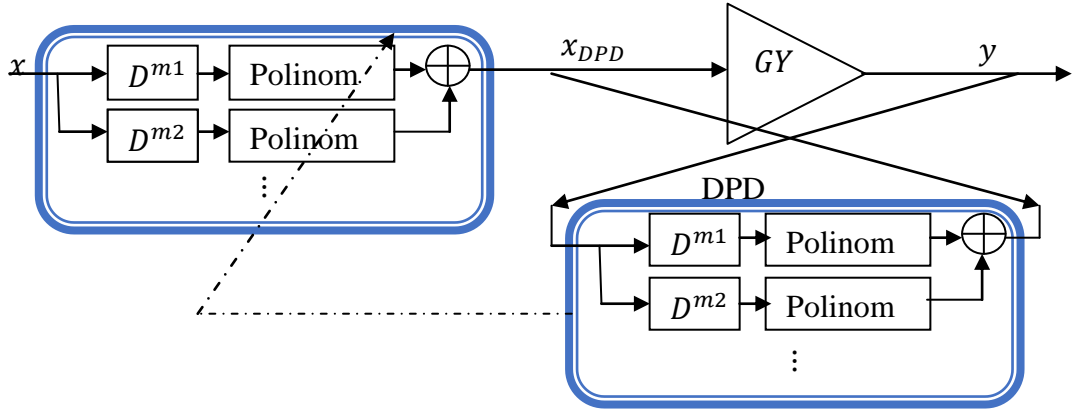 x
D^{m1}
Polinom
D^{m2}
Polinom
⋮
x_{DPD}
GY
y
DPD
D^{m1}
Polinom
D^{m2}
Polinom
⋮